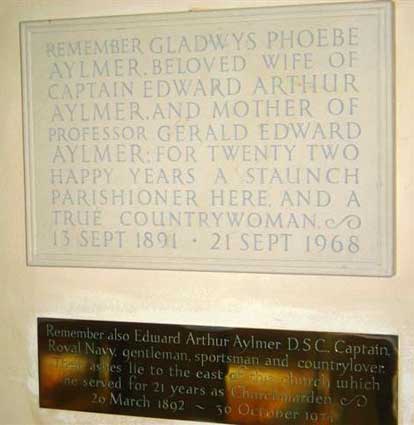 REMEMBER GLADWYS PHOEBE
AYLMER, BELOVED WIFE OF
CAPTAIN EDWARD ARTHUR
AYLMER, AND MOTHER OF
PROFESSOR GERALD EDWARD
AYLMER: FOR TWENTY TWO
HAPPY YEARS A STAUNCH
PARISHIONER HERE, AND A
TRUE COUNTRYWOMAN.
13 SEPT 1891 · 21 SEPT 1968
Remember also Edward Arthur Aylmer D.S.C. Captain,
Royal Navy, gentleman, sportsman and countrylover.
Their ashes lie to the east of this church which
he served for 21 years as Churchwarden.
20 March 1892 ~ 30 October